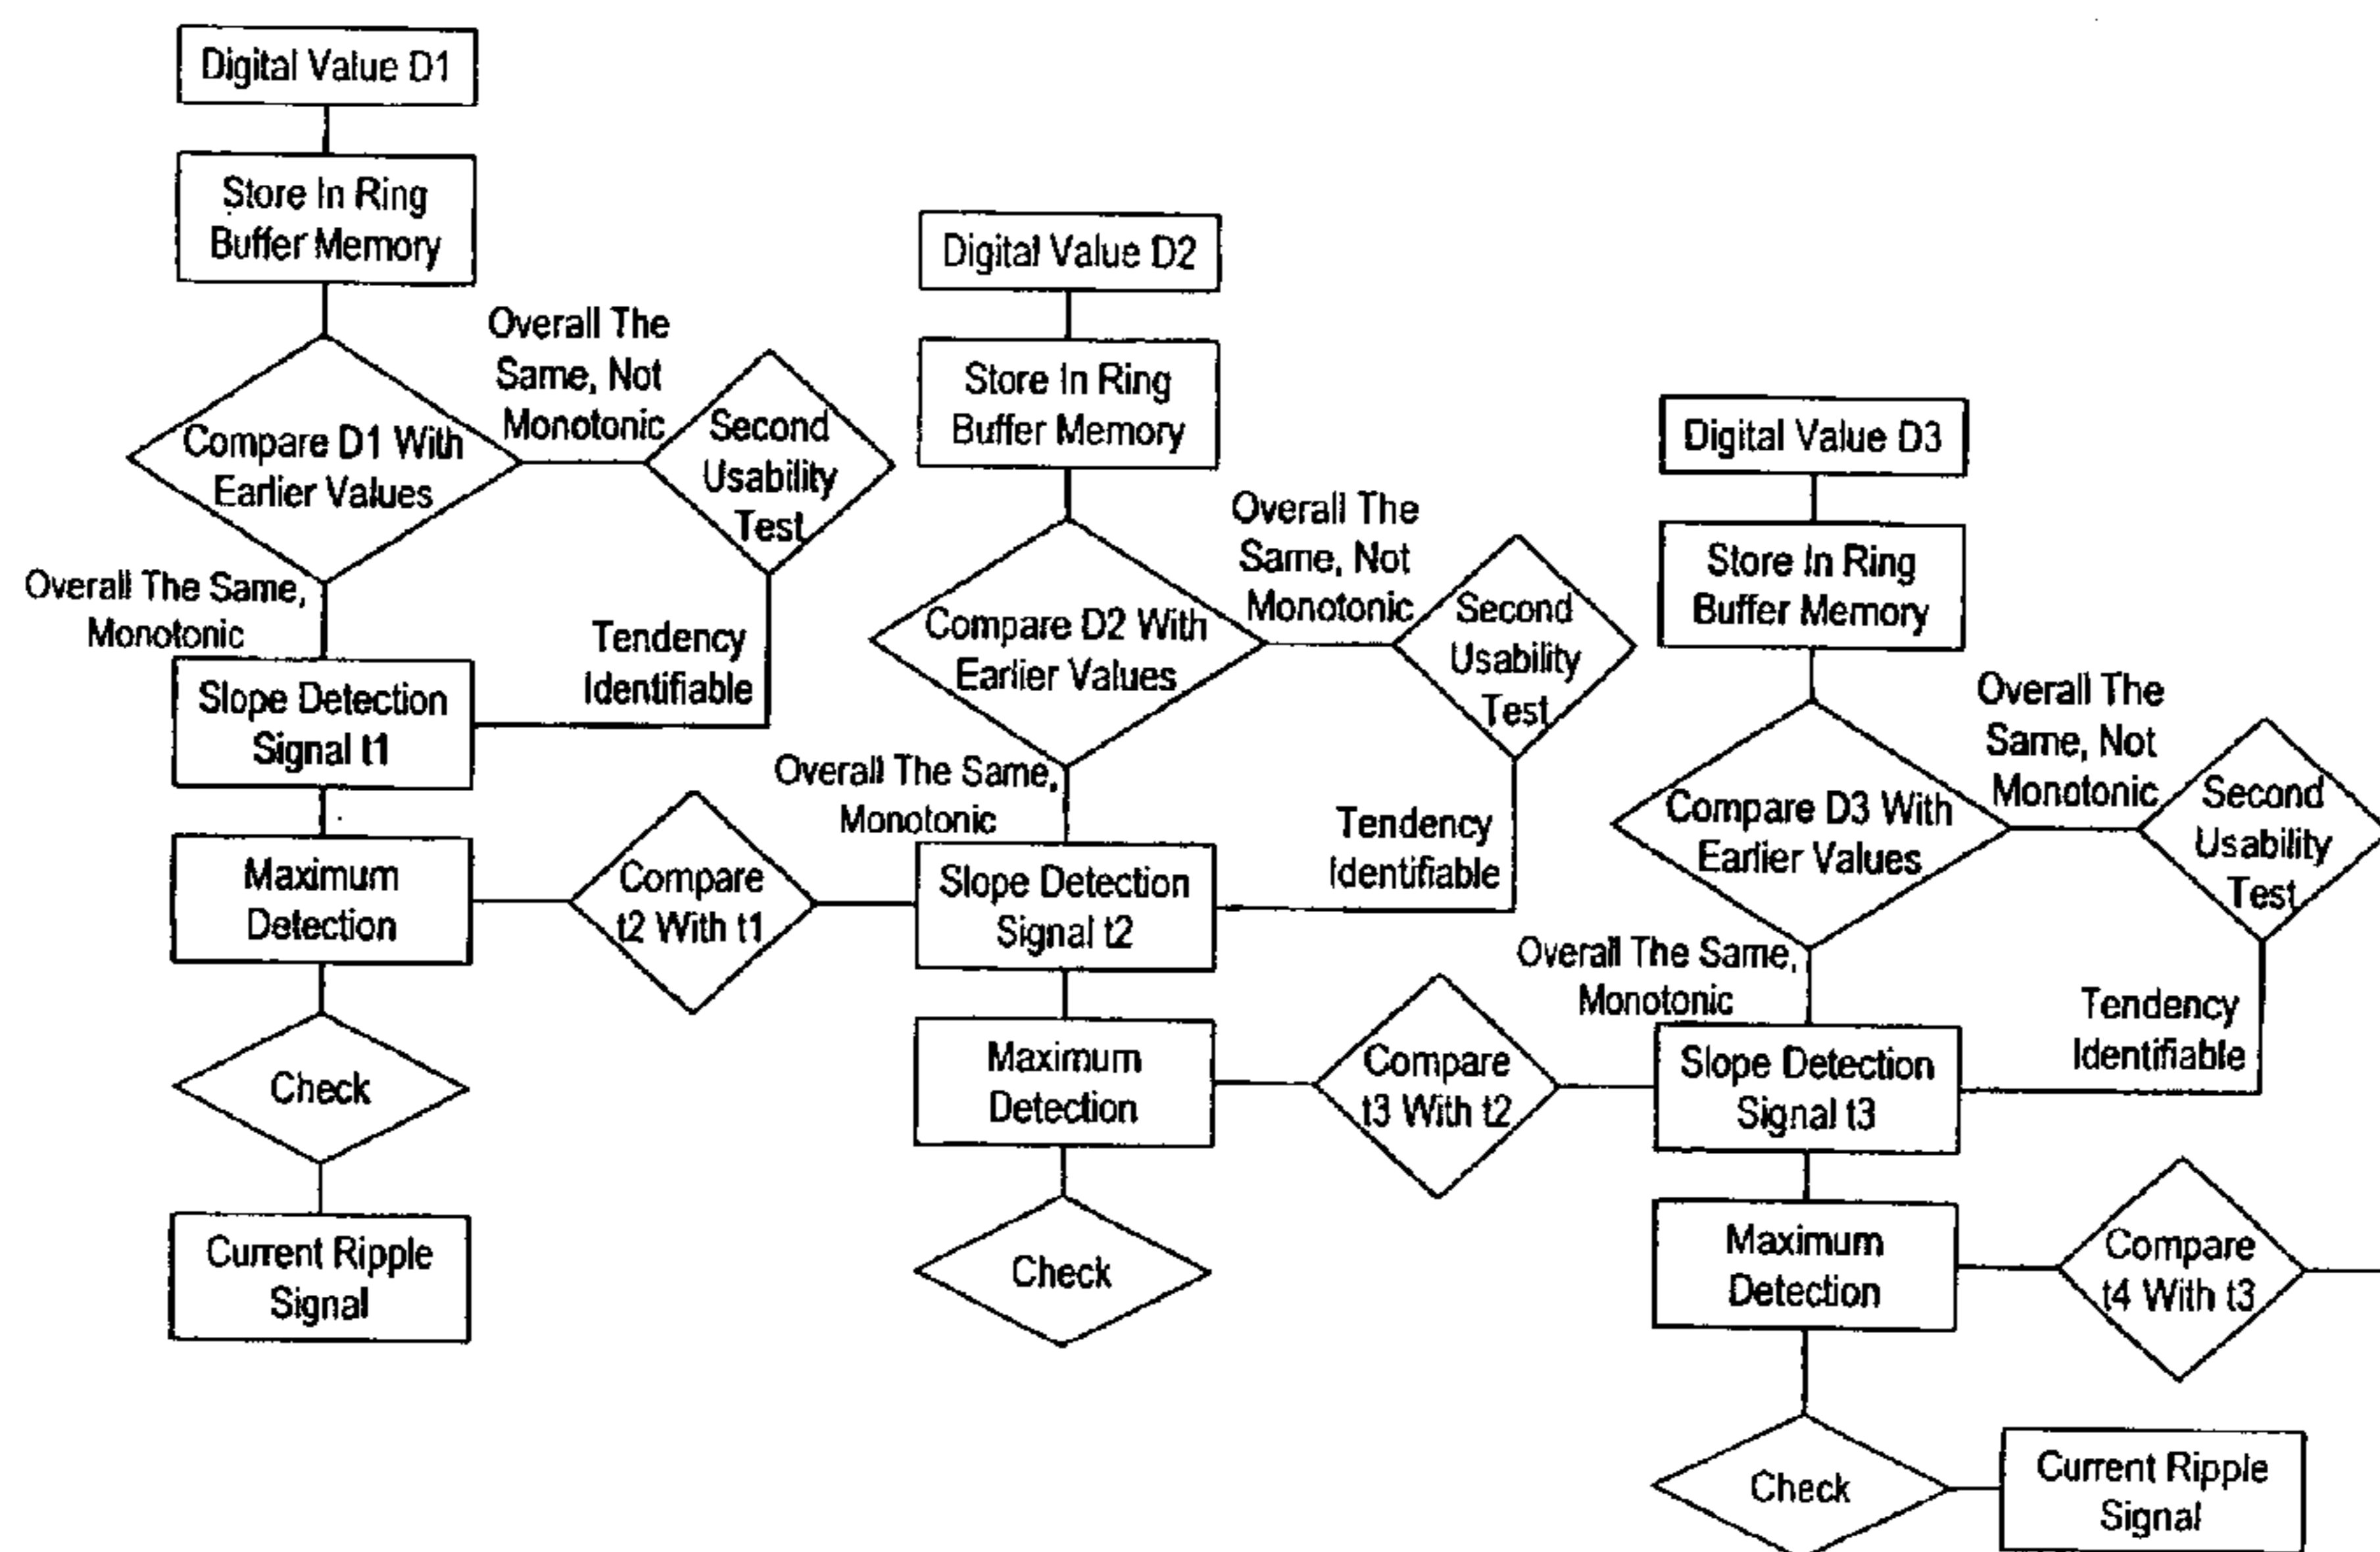 Digital Value D1
Store In Ring
Buffer Memory
Compare D1 With
Earlier Values
Overall The
Same, Not
Monotonic
Second
Usability
Test
Overall The Same,
Monotonic
Tendency
Identifiable
Slope Detection
Signal t1
Maximum
Detection
Compare
t2 With t1
Check
Current Ripple
Signal
Digital Value D2
Store In Ring
Buffer Memory
Compare D2 With
Earlier Values
Overall The
Same, Not
Monotonic
Second
Usability
Test
Overall The Same,
Monotonic
Tendency
Identifiable
Slope Detection
Signal t2
Maximum
Detection
Compare
t3 With t2
Check
Digital Value D3
Store In Ring
Buffer Memory
Compare D3 With
Earlier Values
Overall The
Same, Not
Monotonic
Second
Usability
Test
Overall The Same,
Monotonic
Tendency
Identifiable
Slope Detection
Signal t3
Maximum
Detection
Compare
t4 With t3
Check
Current Ripple
Signal